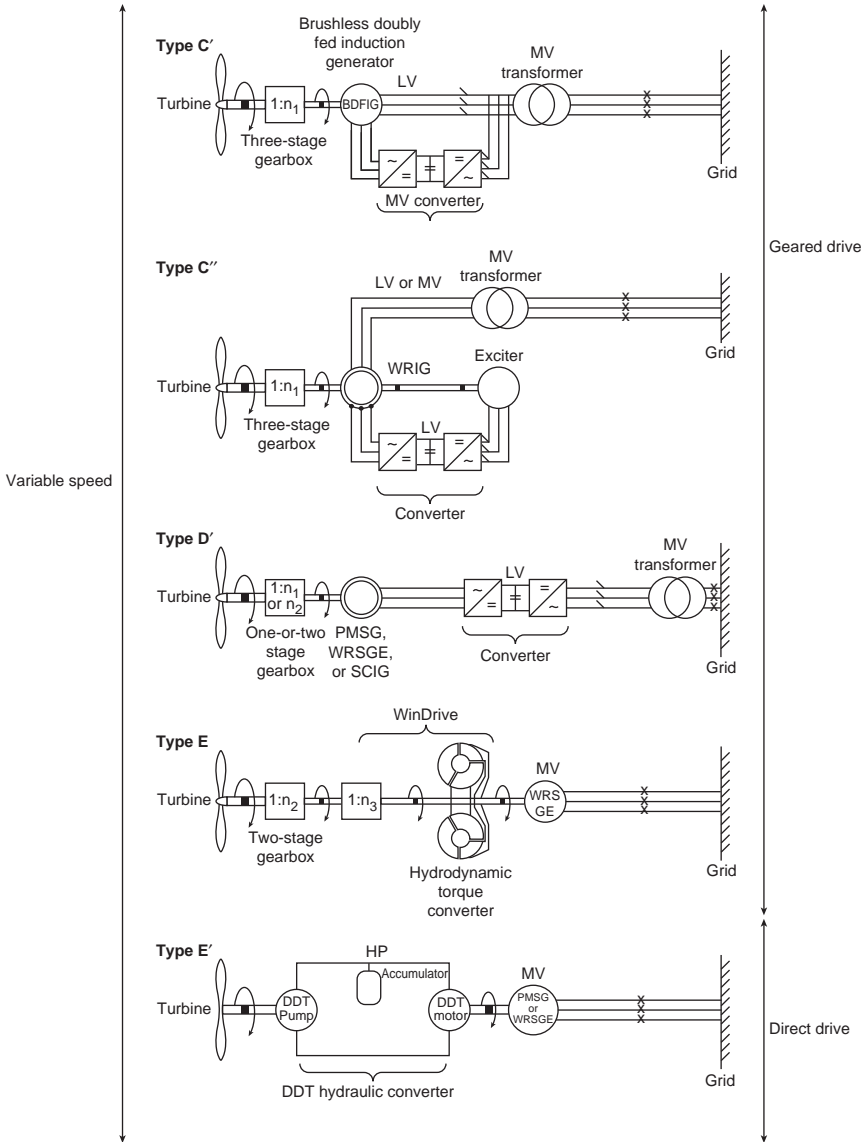 Brushless doubly
fed induction
generator
Type C′
LV
MV
transformer
Turbine
1:n1
BDFIG
x
x
x
Three-stage
gearbox
~
=
=
=
~
MV converter
Grid
Geared drive
Type C′′
LV or MV
MV
transformer
x
x
x
Grid
WRIG
Exciter
Turbine
1:n1
Three-stage
gearbox
LV
~
=
=
=
~
Converter
Variable speed
Type D′
MV
transformer
LV
Turbine
1:n1
or n2
~
=
=
=
~
x
x
x
One-or-two
stage
gearbox
PMSG,
WRSGE,
or SCIG
Converter
Grid
WinDrive
Type E
MV
Turbine
1:n2
1:n3
WRS
GE
x
x
x
Two-stage
gearbox
Hydrodynamic
torque
converter
Grid
Type E′
HP
Accumulator
MV
Turbine
DDT
Pump
DDT
motor
PMSG
or
WRSGE
x
x
x
Direct drive
DDT hydraulic converter
Grid